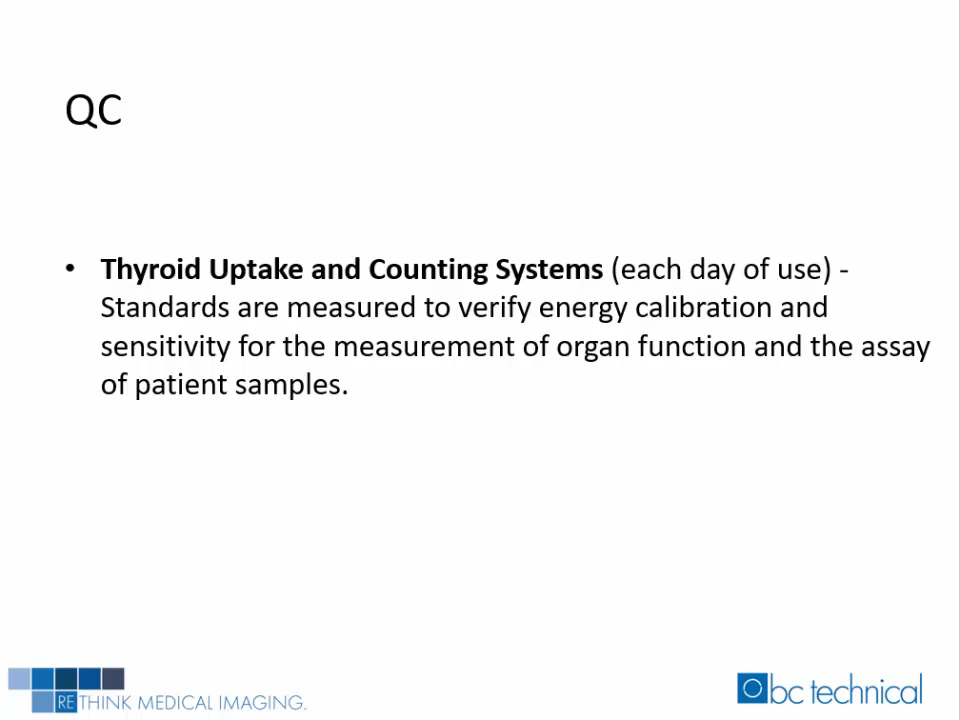 QC
• Thyroid Uptake and Counting Systems (each day of use) -
Standards are measured to verify energy calibration and
sensitivity for the measurement of organ function and the assay
of patient samples.
RETHINK MEDICAL IMAGING.
bc technical